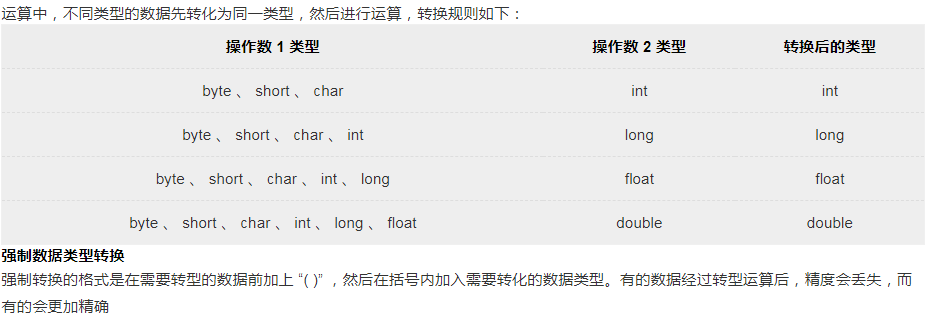 运算中，不同类型的数据先转化为同一类型，然后进行运算，转换规则如下：
操作数 1 类型 操作数 2 类型 转换后的类型
byte 、 short 、 char int int
byte 、 short 、 char 、 int long long
byte 、 short 、 char 、 int 、 long float float
byte 、 short 、 char 、 int 、 long 、 float double double
强制数据类型转换
强制转换的格式是在需要转型的数据前加上 “( )” ，然后在括号内加入需要转化的数据类型。有的数据经过转型运算后，精度会丢失，而
有的会更加精确